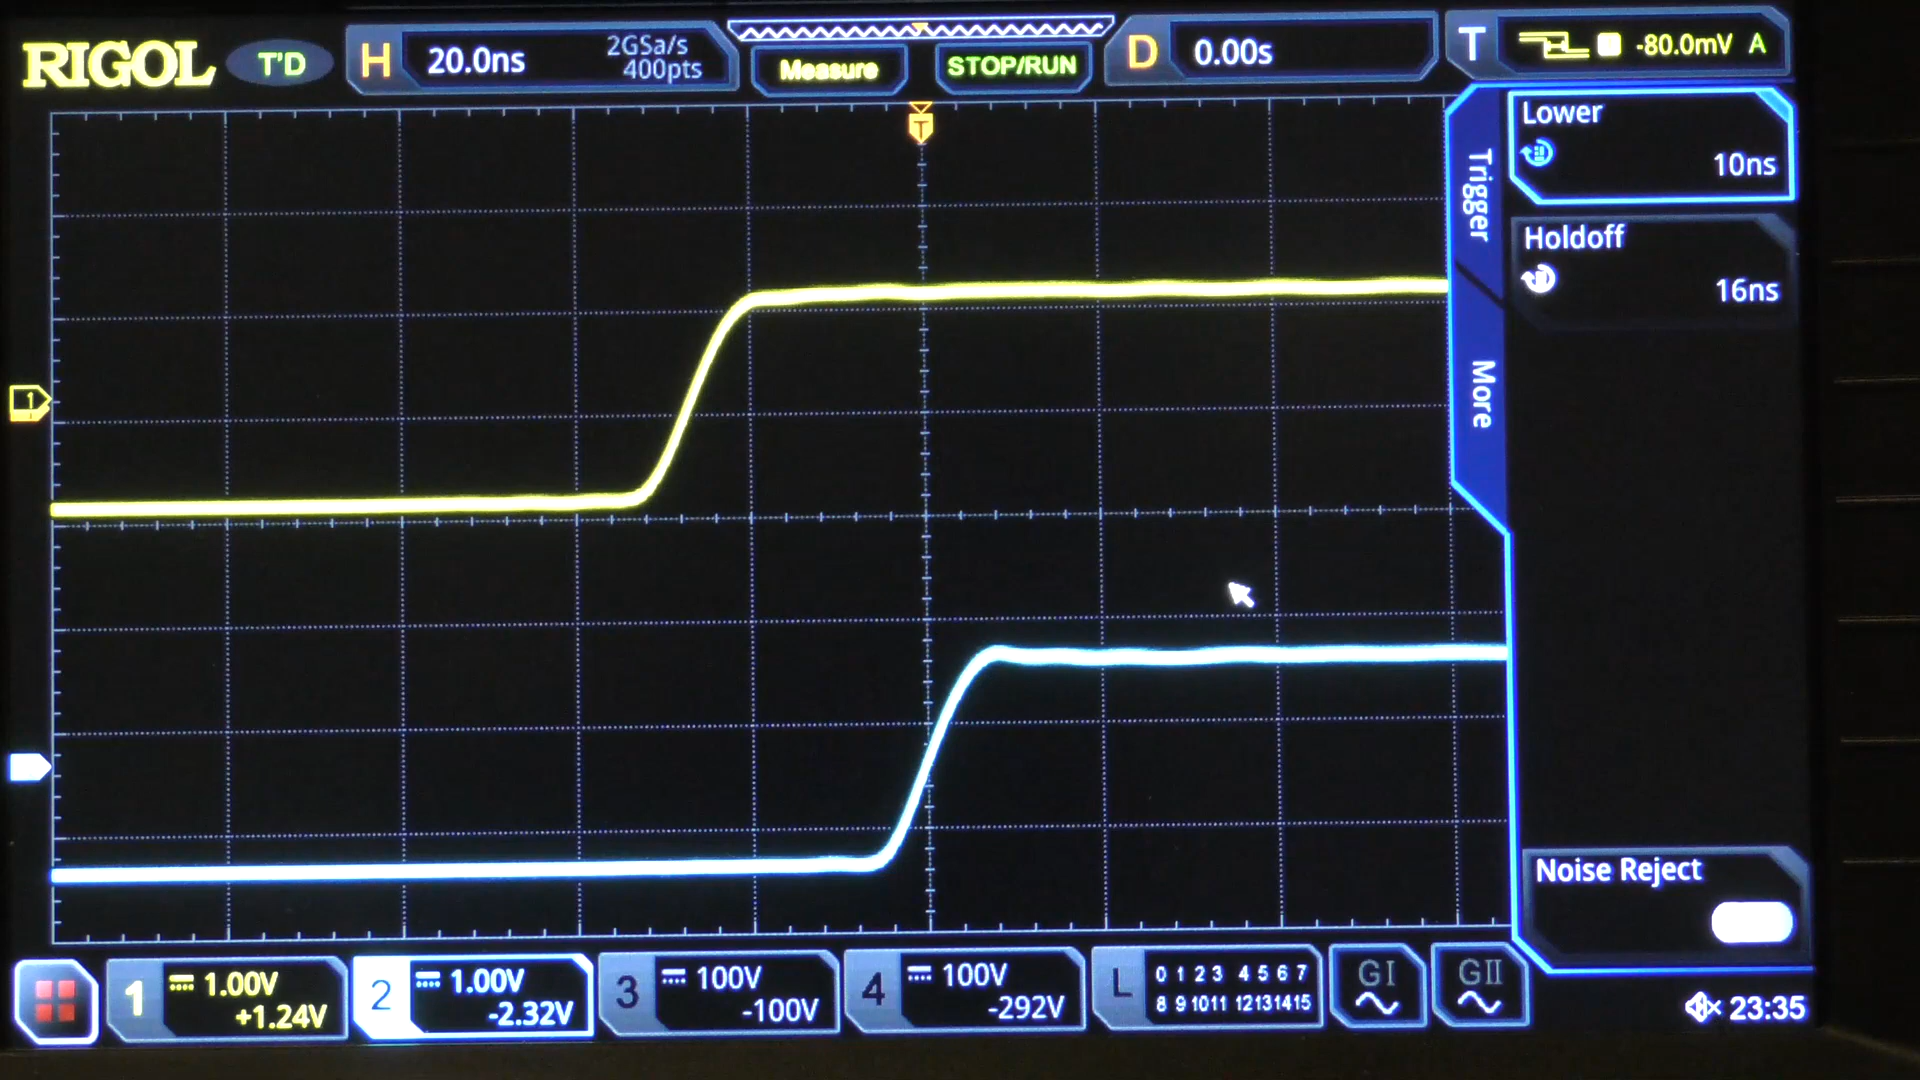 RIGOL
T'D
H 20.0ns 2GSa/s
400pts
Measure
STOP/RUN
D 0.00s
T -80.0mV A
T
Lower
10ns
Trigger
Holdoff
16ns
More
1
Noise Reject
1 1.00V
+1.24V
2 1.00V
-2.32V
3 100V
-100V
4 100V
-292V
L 0 1 2 3 4 5 6 7
8 9 10 11 12 13 14 15
GI
GII
23:35